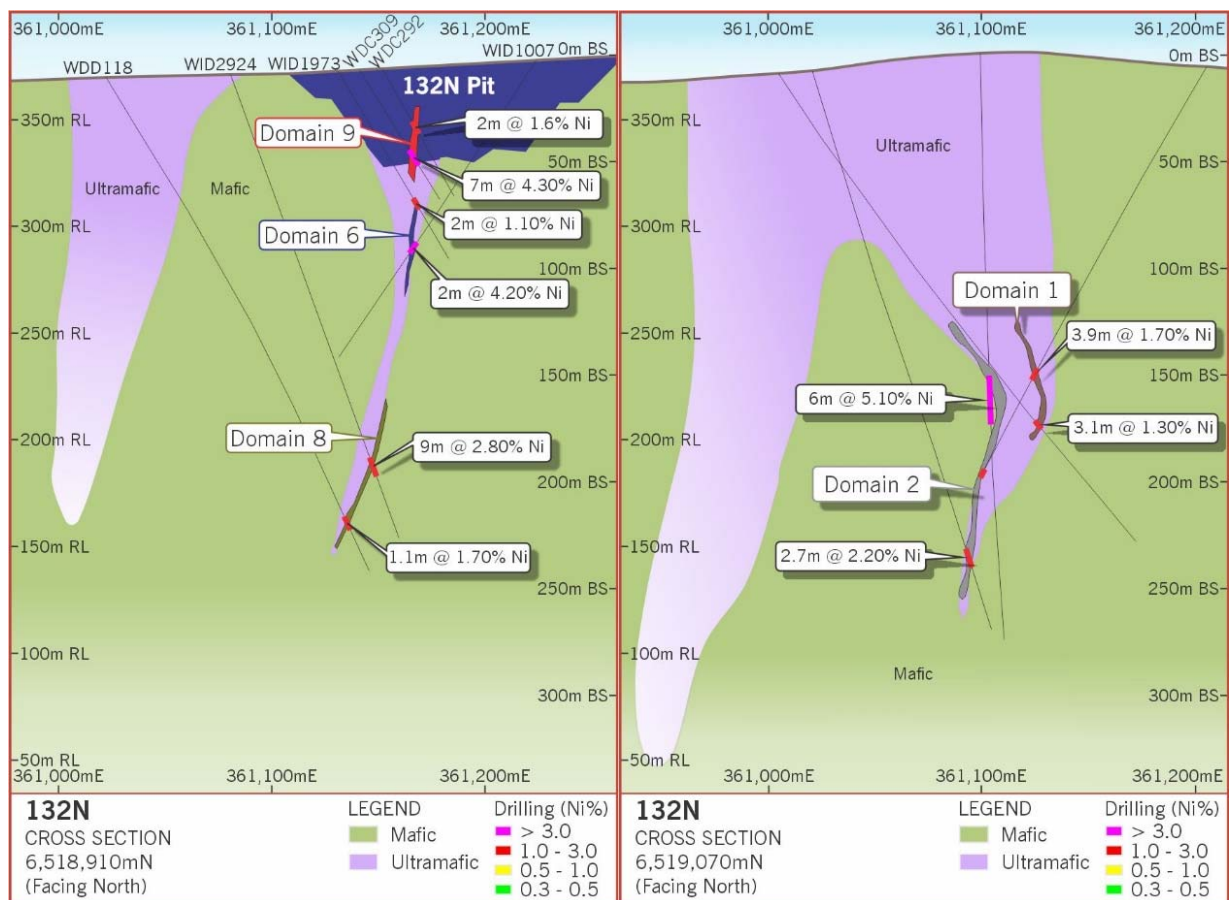 361,000mE
361,100mE
WDC309
WDC292
361,200mE
WDD118
WID2924
WID1973
WID1007
0m BS
132N Pit
350m RL
Domain 9
2m @ 1.6% Ni
50m BS
Ultramafic
Mafic
7m @ 4.30% Ni
300m RL
2m @ 1.10% Ni
Domain 6
100m BS
2m @ 4.20% Ni
250m RL
150m BS
200m RL
Domain 8
9m @ 2.80% Ni
200m BS
150m RL
1.1m @ 1.70% Ni
250m BS
100m RL
300m BS
50m RL
361,000mE
361,100mE
361,200mE
132N
CROSS SECTION
6,518,910mN
(Facing North)
LEGEND
Mafic
Ultramafic
Drilling (Ni%)
> 3.0
1.0 - 3.0
0.5 - 1.0
0.3 - 0.5
361,000mE
361,100mE
361,200mE
0m BS
350m RL
Ultramafic
50m BS
300m RL
100m BS
Domain 1
250m RL
3.9m @ 1.70% Ni
150m BS
6m @ 5.10% Ni
200m RL
3.1m @ 1.30% Ni
Domain 2
200m BS
150m RL
2.7m @ 2.20% Ni
250m BS
100m RL
Mafic
300m BS
50m RL
361,000mE
361,100mE
361,200mE
132N
CROSS SECTION
6,519,070mN
(Facing North)
LEGEND
Mafic
Ultramafic
Drilling (Ni%)
> 3.0
1.0 - 3.0
0.5 - 1.0
0.3 - 0.5